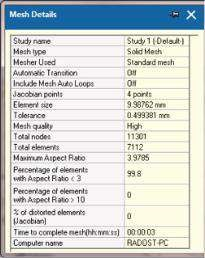 Mesh Details
Study name Study 1 (-Default-)
Mesh type Solid Mesh
Mesher Used Standard mesh
Automatic Transition Off
Include Mesh Auto Loops Off
Jacobian points 4 points
Element size 9.98762 mm
Tolerance 0.499381 mm
Mesh quality High
Total nodes 11301
Total elements 7112
Maximum Aspect Ratio 3.9785
Percentage of elements
with Aspect Ratio < 3 99.8
Percentage of elements
with Aspect Ratio > 10 0
% of distorted elements
(Jacobian) 0
Time to complete mesh(hh:mm:ss) 00:00:03
Computer name RADOST-PC